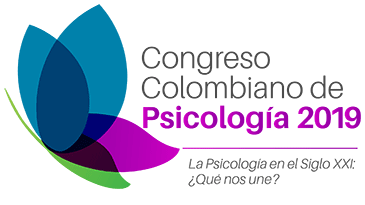 Congreso
Colombiano de
Psicología 2019
La Psicología en el Siglo XXI:
¿Qué nos une?